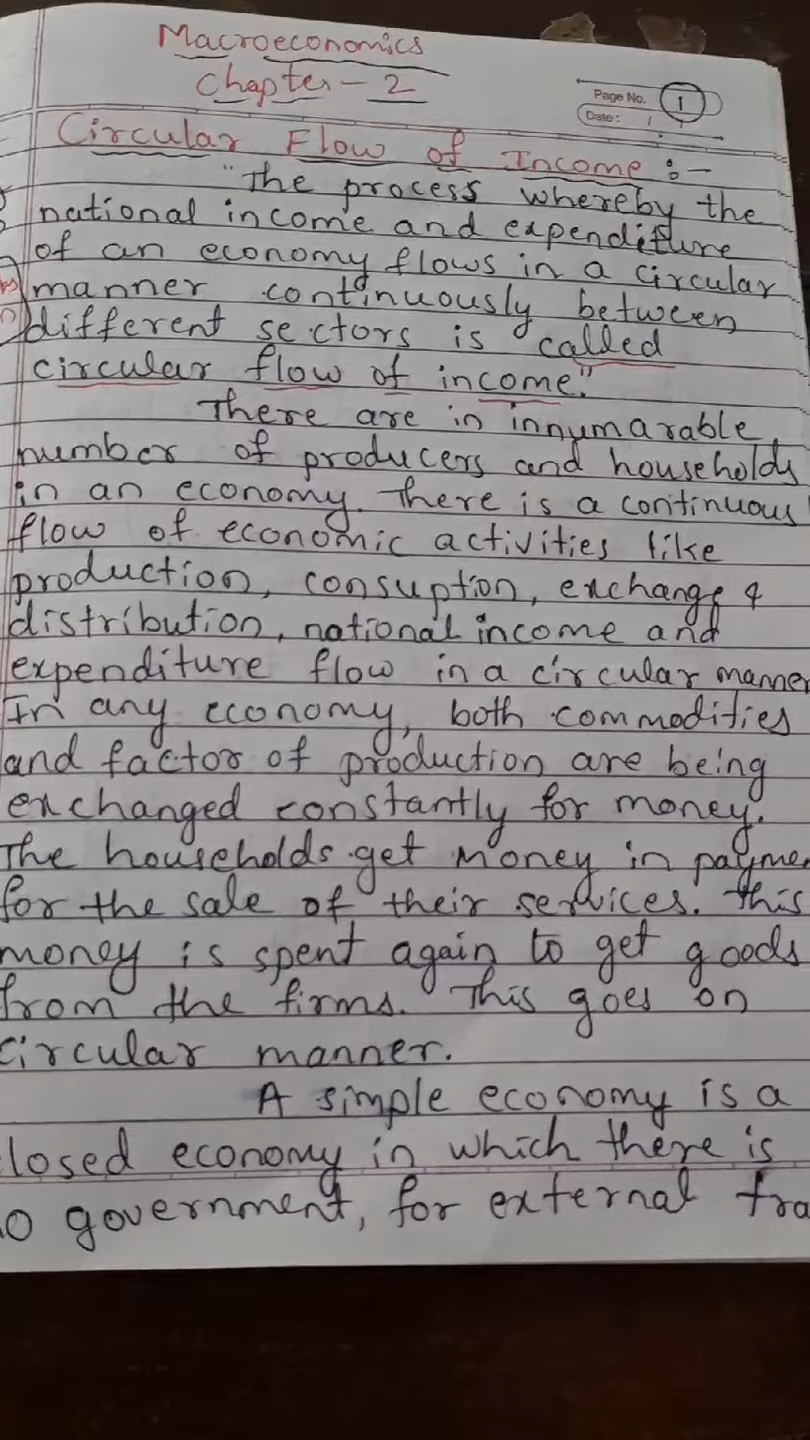 Macroeconomics
Chapter - 2
Page No. 1
Date: / /
Circular Flow of Income :-
"The process whereby the
national income and expenditure
of an economy flows in a circular
manner continuously between
different sectors is called
circular flow of income."
There are in innumarable
number of producers and households
in an economy. There is a continuous
flow of economic activities like
production, consuption, exchange &
distribution, national income and
expenditure flow in a circular manner
In any economy, both commodities
and factor of production are being
exchanged constantly for money.
The households get money in payme
for the sale of their services. This
money is spent again to get goods
from the firms. This goes on
circular manner.
A simple economy is a
losed economy in which there is
o government, for external tra